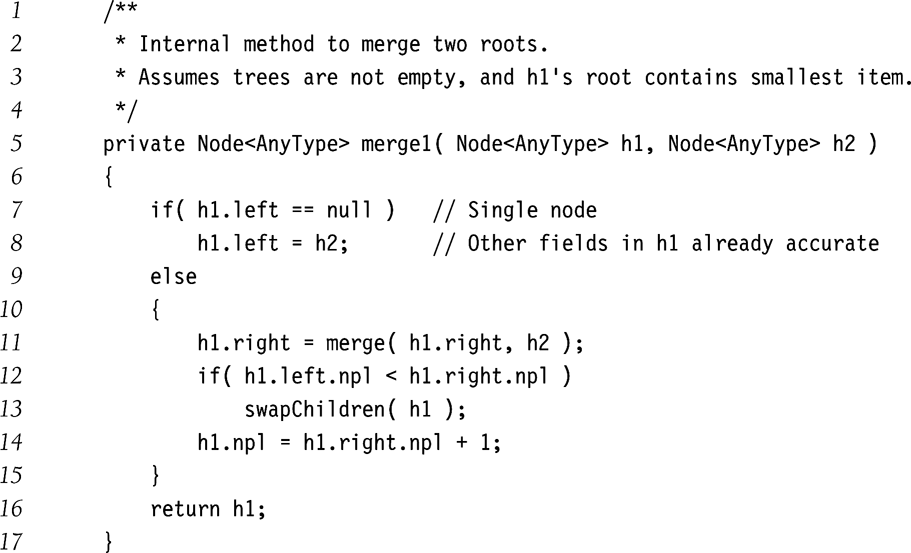 1 /**
2 * Internal method to merge two roots.
3 * Assumes trees are not empty, and h1's root contains smallest item.
4 */
5 private Node<AnyType> merge1( Node<AnyType> h1, Node<AnyType> h2 )
6 {
7 if( h1.left == null ) // Single node
8 h1.left = h2; // Other fields in h1 already accurate
9 else
10 {
11 h1.right = merge( h1.right, h2 );
12 if( h1.left.npl < h1.right.npl )
13 swapChildren( h1 );
14 h1.npl = h1.right.npl + 1;
15 }
16 return h1;
17 }